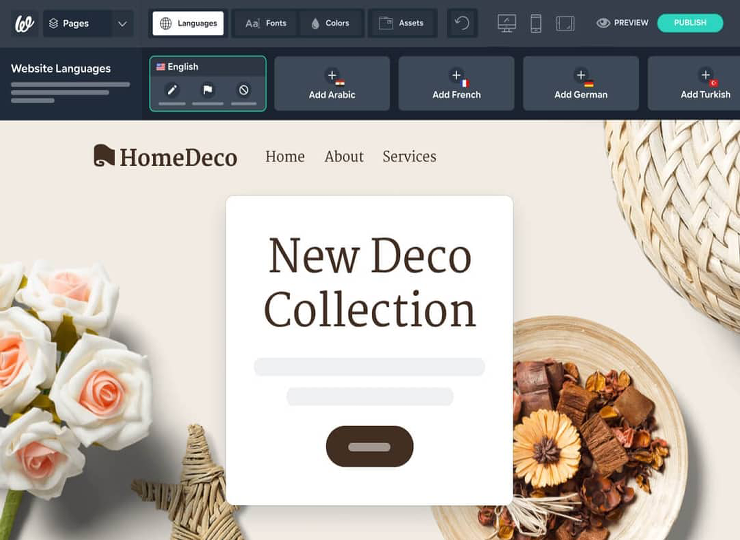 Pages
Languages
Aa Fonts
Colors
Assets
PREVIEW
PUBLISH
Website Languages
English
Add Arabic
Add French
Add German
Add Turkish
HomeDeco
Home
About
Services
New Deco
Collection